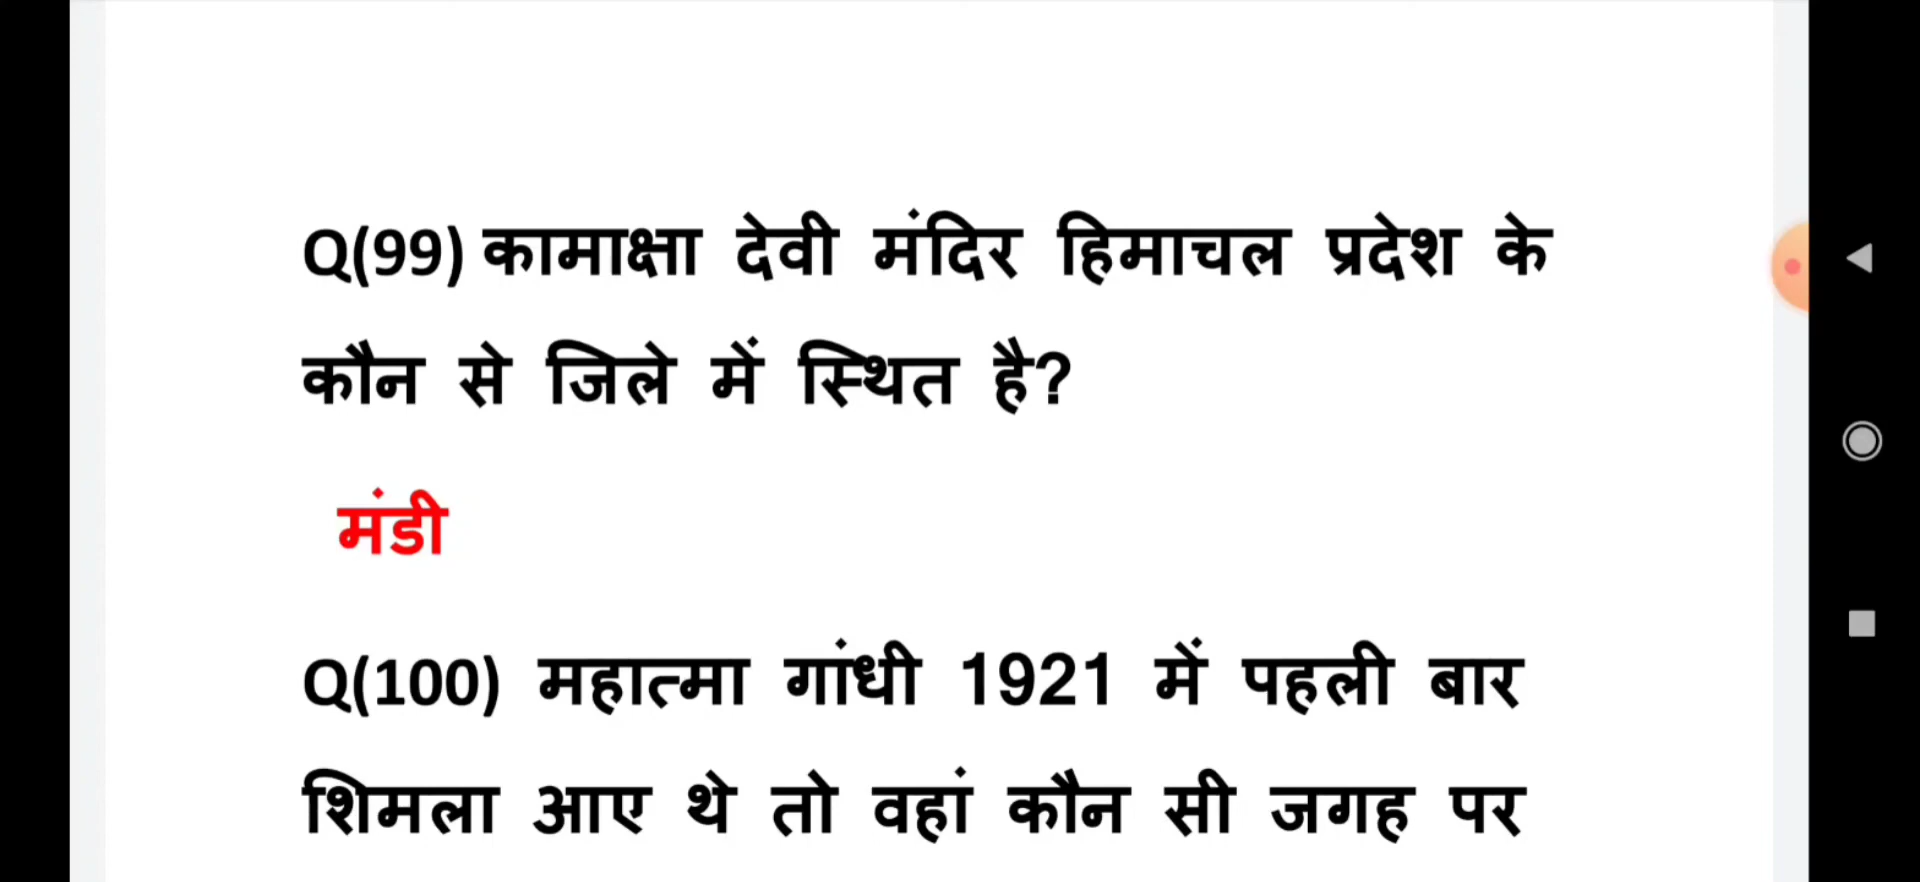 Q(99) कामाक्षा देवी मंदिर हिमाचल प्रदेश के
कौन से जिले में स्थित है?
मंडी
Q(100) महात्मा गांधी 1921 में पहली बार
शिमला आए थे तो वहां कौन सी जगह पर